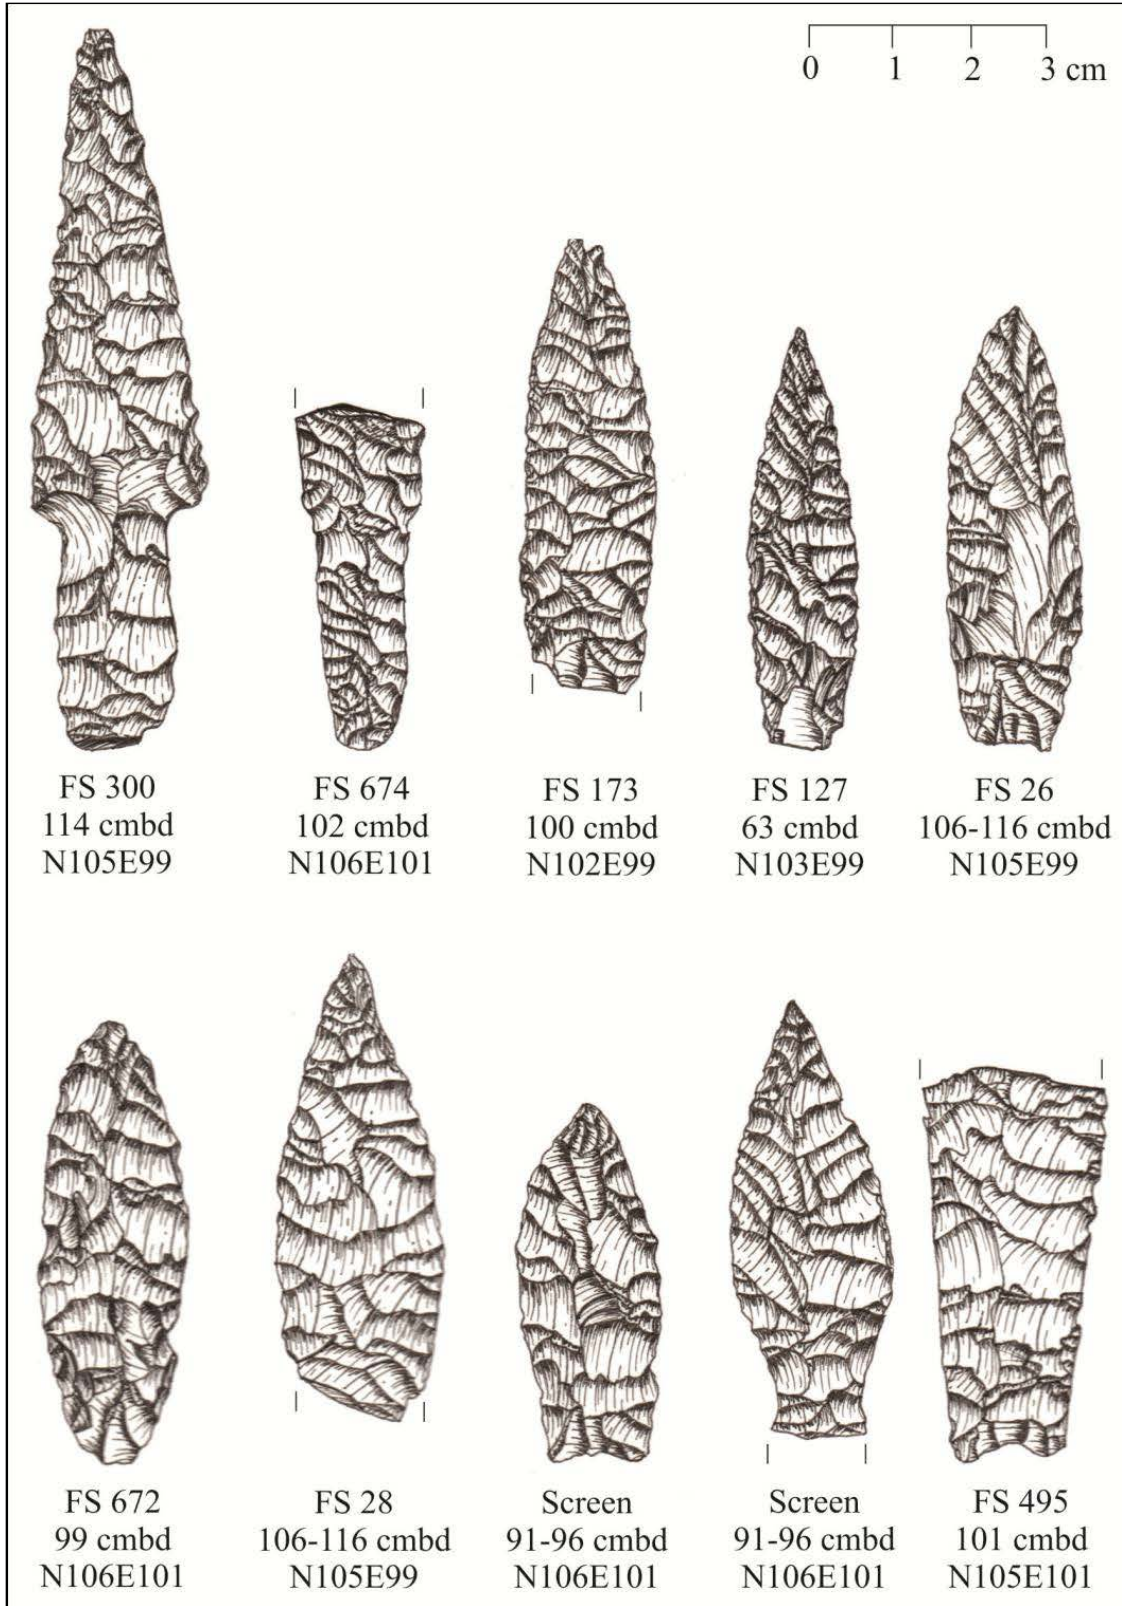 0 1 2 3 cm
FS 300
114 cmbd
N105E99
FS 674
102 cmbd
N106E101
FS 173
100 cmbd
N102E99
FS 127
63 cmbd
N103E99
FS 26
106-116 cmbd
N105E99
FS 672
99 cmbd
N106E101
FS 28
106-116 cmbd
N105E99
Screen
91-96 cmbd
N106E101
Screen
91-96 cmbd
N106E101
FS 495
101 cmbd
N105E101